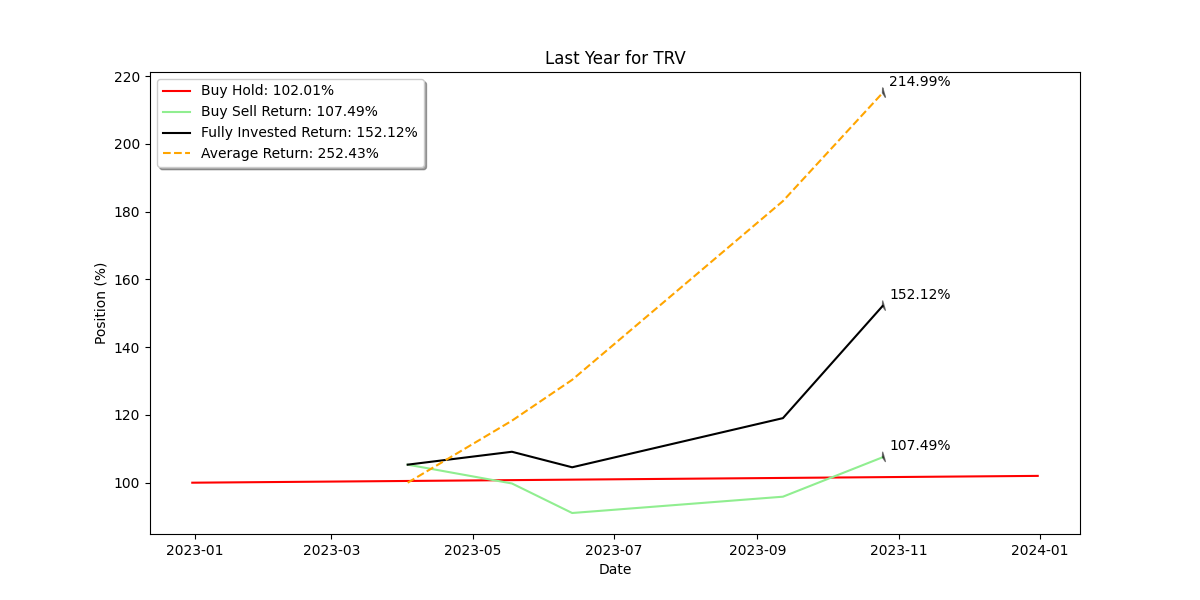 Last Year for TRV
Buy Hold: 102.01%
Buy Sell Return: 107.49%
Fully Invested Return: 152.12%
Average Return: 252.43%
214.99%
152.12%
107.49%
220
200
180
160
140
120
100
Position (%)
2023-01 2023-03 2023-05 2023-07 2023-09 2023-11 2024-01
Date